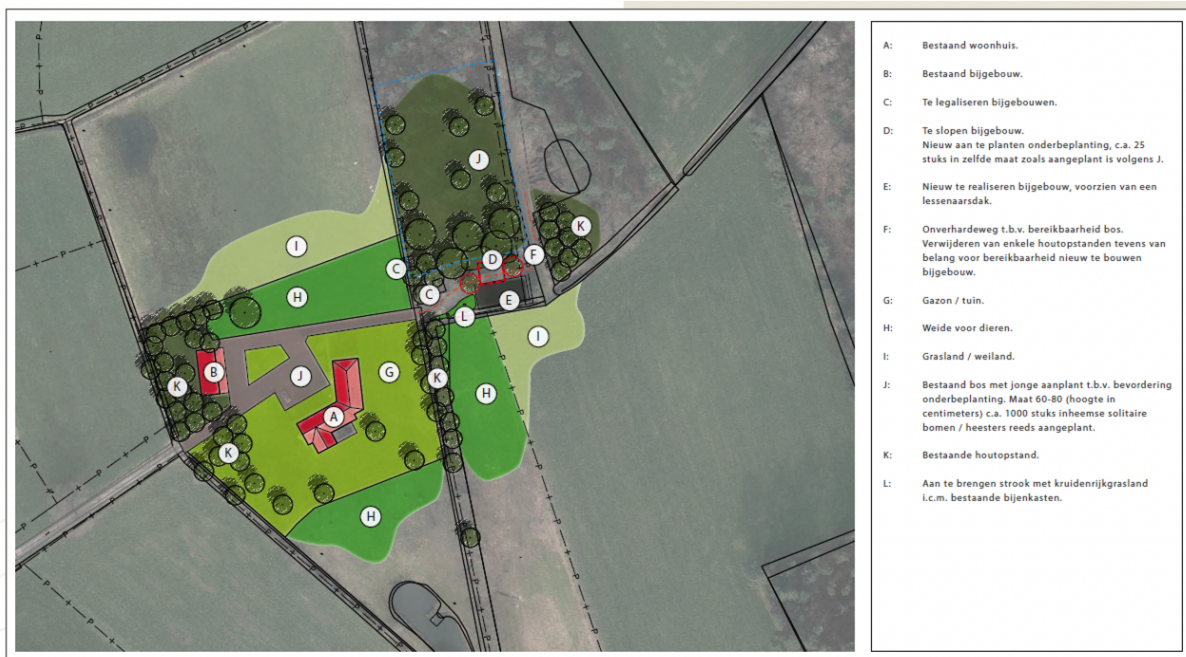 A: Bestaand woonhuis.
B: Bestaand bijgebouw.
C: Te legaliseren bijgebouwen.
D: Te slopen bijgebouw.
Nieuw aan te planten onderbeplanting, c.a. 25
stuks in zelfde maat zoals aangeplant is volgens J.
E: Nieuw te realiseren bijgebouw, voorzien van een
lessenaarsdak.
F: Onverhardeweg t.b.v. bereikbaarheid bos.
Verwijderen van enkele houtopstanden tevens van
belang voor bereikbaarheid nieuw te bouwen
bijgebouw.
G: Gazon / tuin.
H: Weide voor dieren.
I: Grasland / weiland.
J: Bestaand bos met jonge aanplant t.b.v. bevordering
onderbeplanting. Maat 60-80 (hoogte in
centimeters) c.a. 1000 stuks inheemse solitaire
bomen / heesters reeds aangeplant.
K: Bestaande houtopstand.
L: Aan te brengen strook met kruidenrijkgrasland
i.c.m. bestaande bijenkasten.
J
K
I
F
D
C
H
C
E
L
I
B
J
G
K
K
H
A
K
H